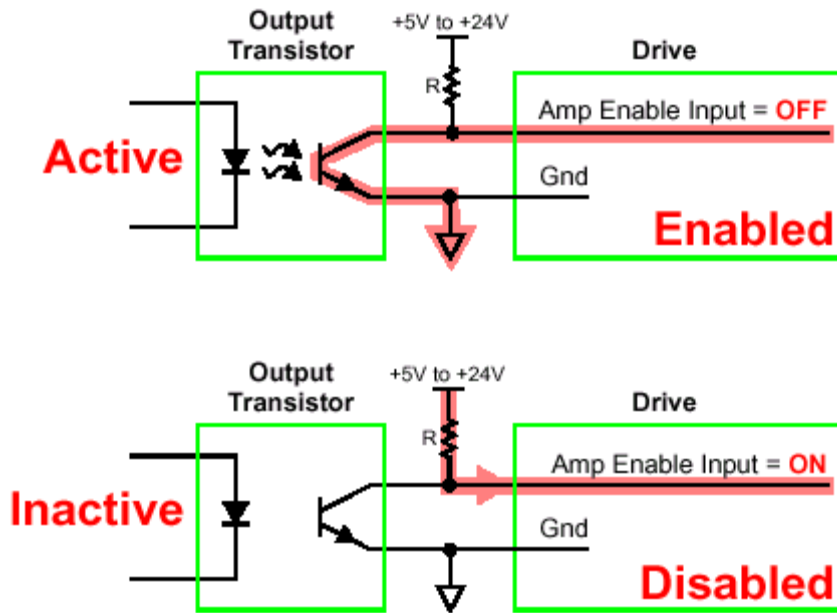 Output
Transistor
+5V to +24V
Drive
R
Amp Enable Input = OFF
Active
Gnd
Enabled
Output
Transistor
+5V to +24V
Drive
R
Amp Enable Input = ON
Inactive
Gnd
Disabled